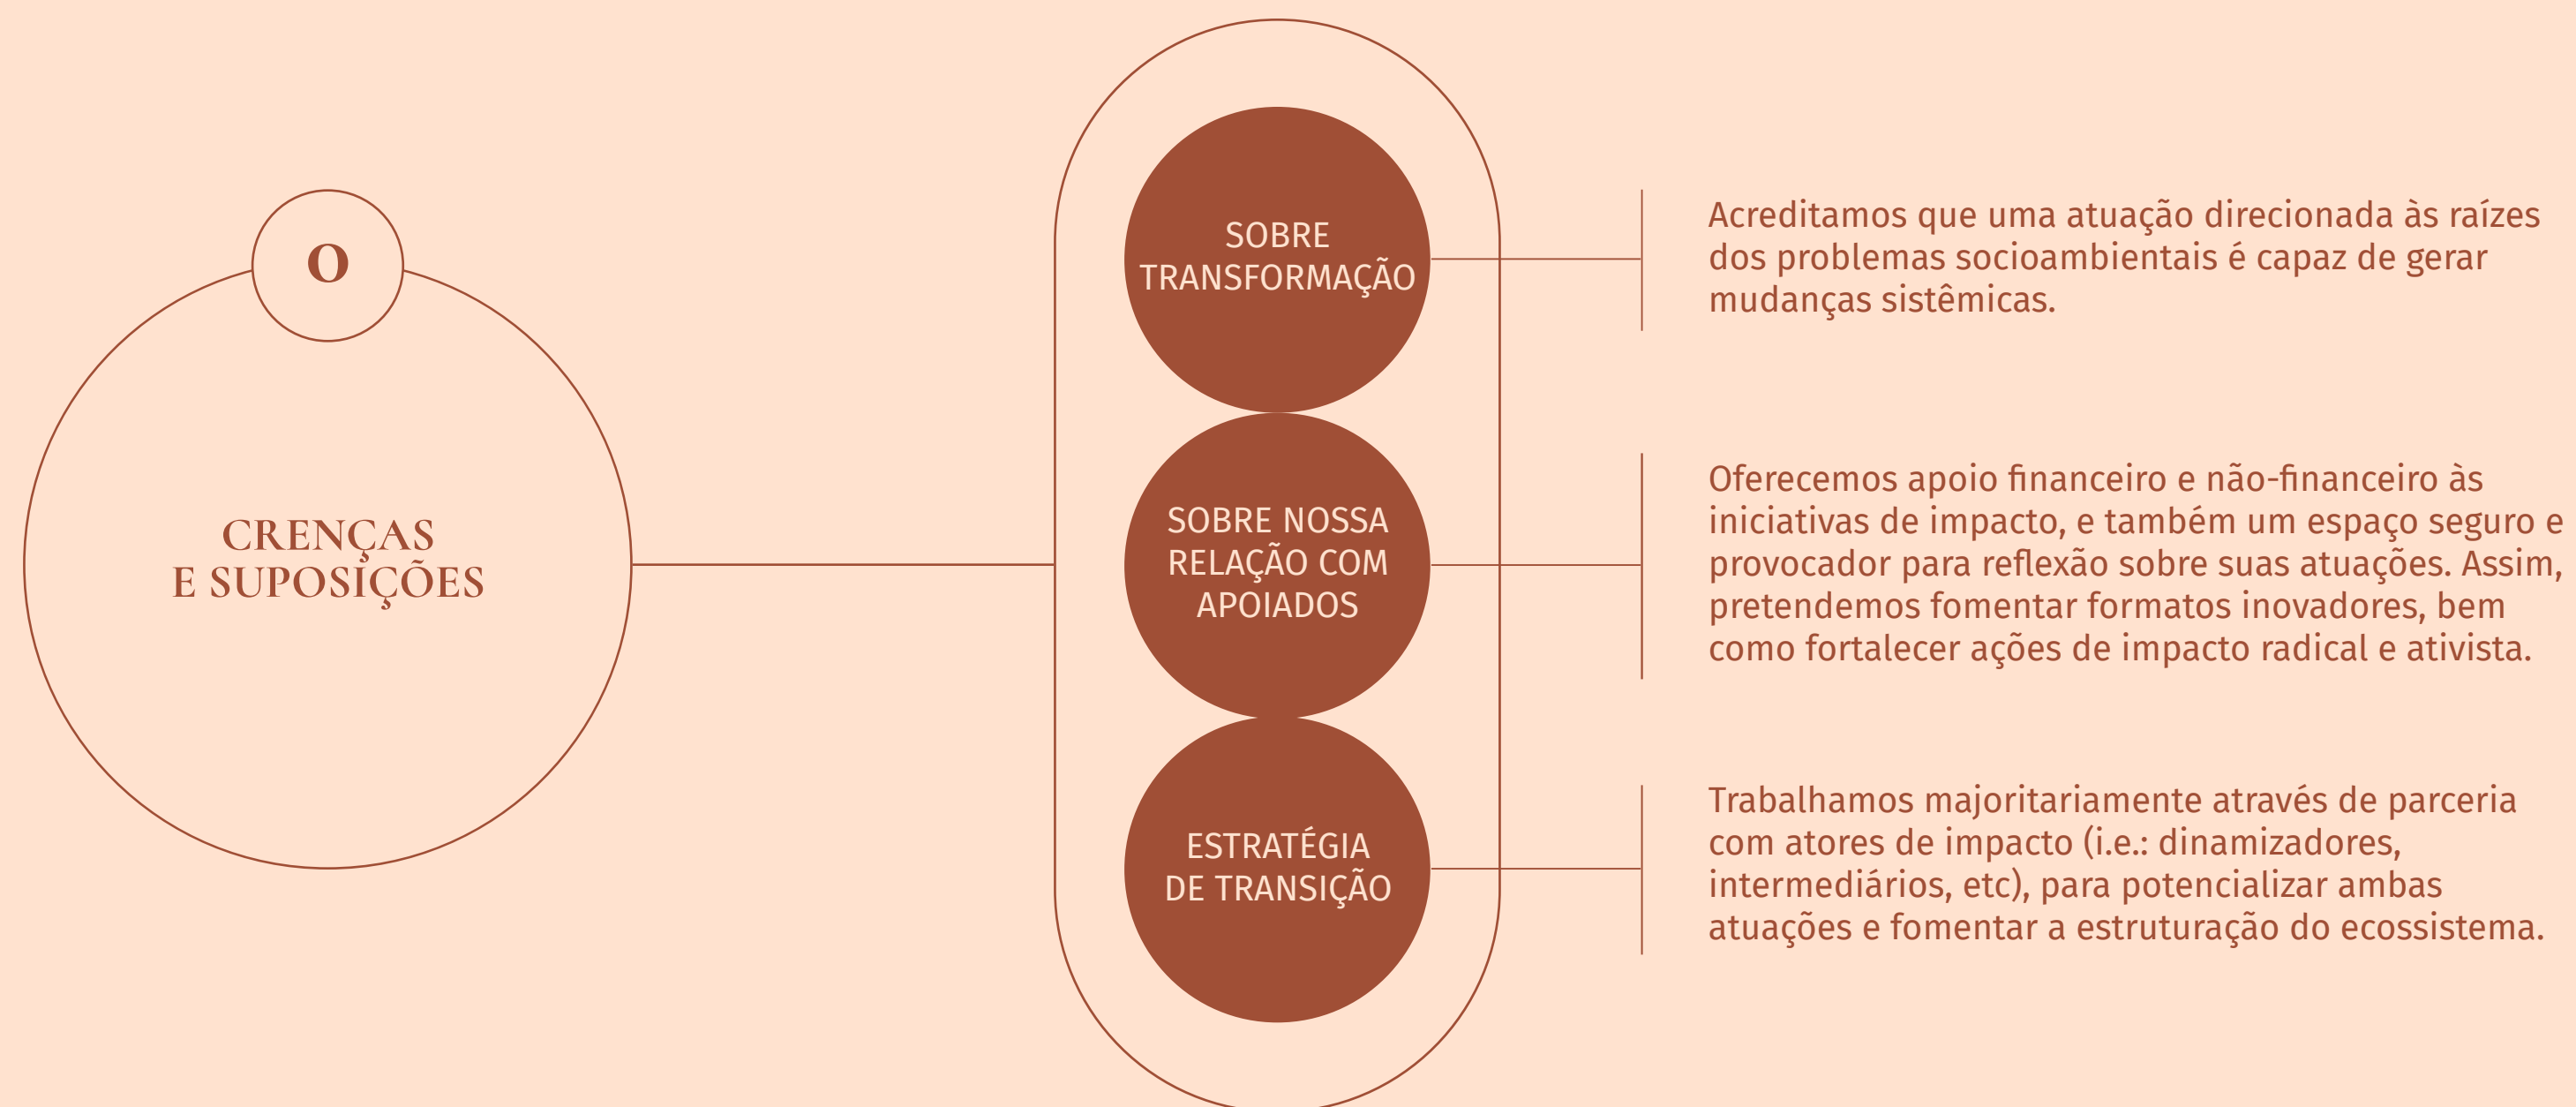 O
CRENÇAS
E SUPOSIÇÕES
SOBRE
TRANSFORMAÇÃO
Acreditamos que uma atuação direcionada às raízes
dos problemas socioambientais é capaz de gerar
mudanças sistêmicas.
SOBRE NOSSA
RELAÇÃO COM
APOIADOS
Oferecemos apoio financeiro e não-financeiro às
iniciativas de impacto, e também um espaço seguro e
provocador para reflexão sobre suas atuações. Assim,
pretendemos fomentar formatos inovadores, bem
como fortalecer ações de impacto radical e ativista.
ESTRATÉGIA
DE TRANSIÇÃO
Trabalhamos majoritariamente através de parceria
com atores de impacto (i.e.: dinamizadores,
intermediários, etc), para potencializar ambas
atuações e fomentar a estruturação do ecossistema.